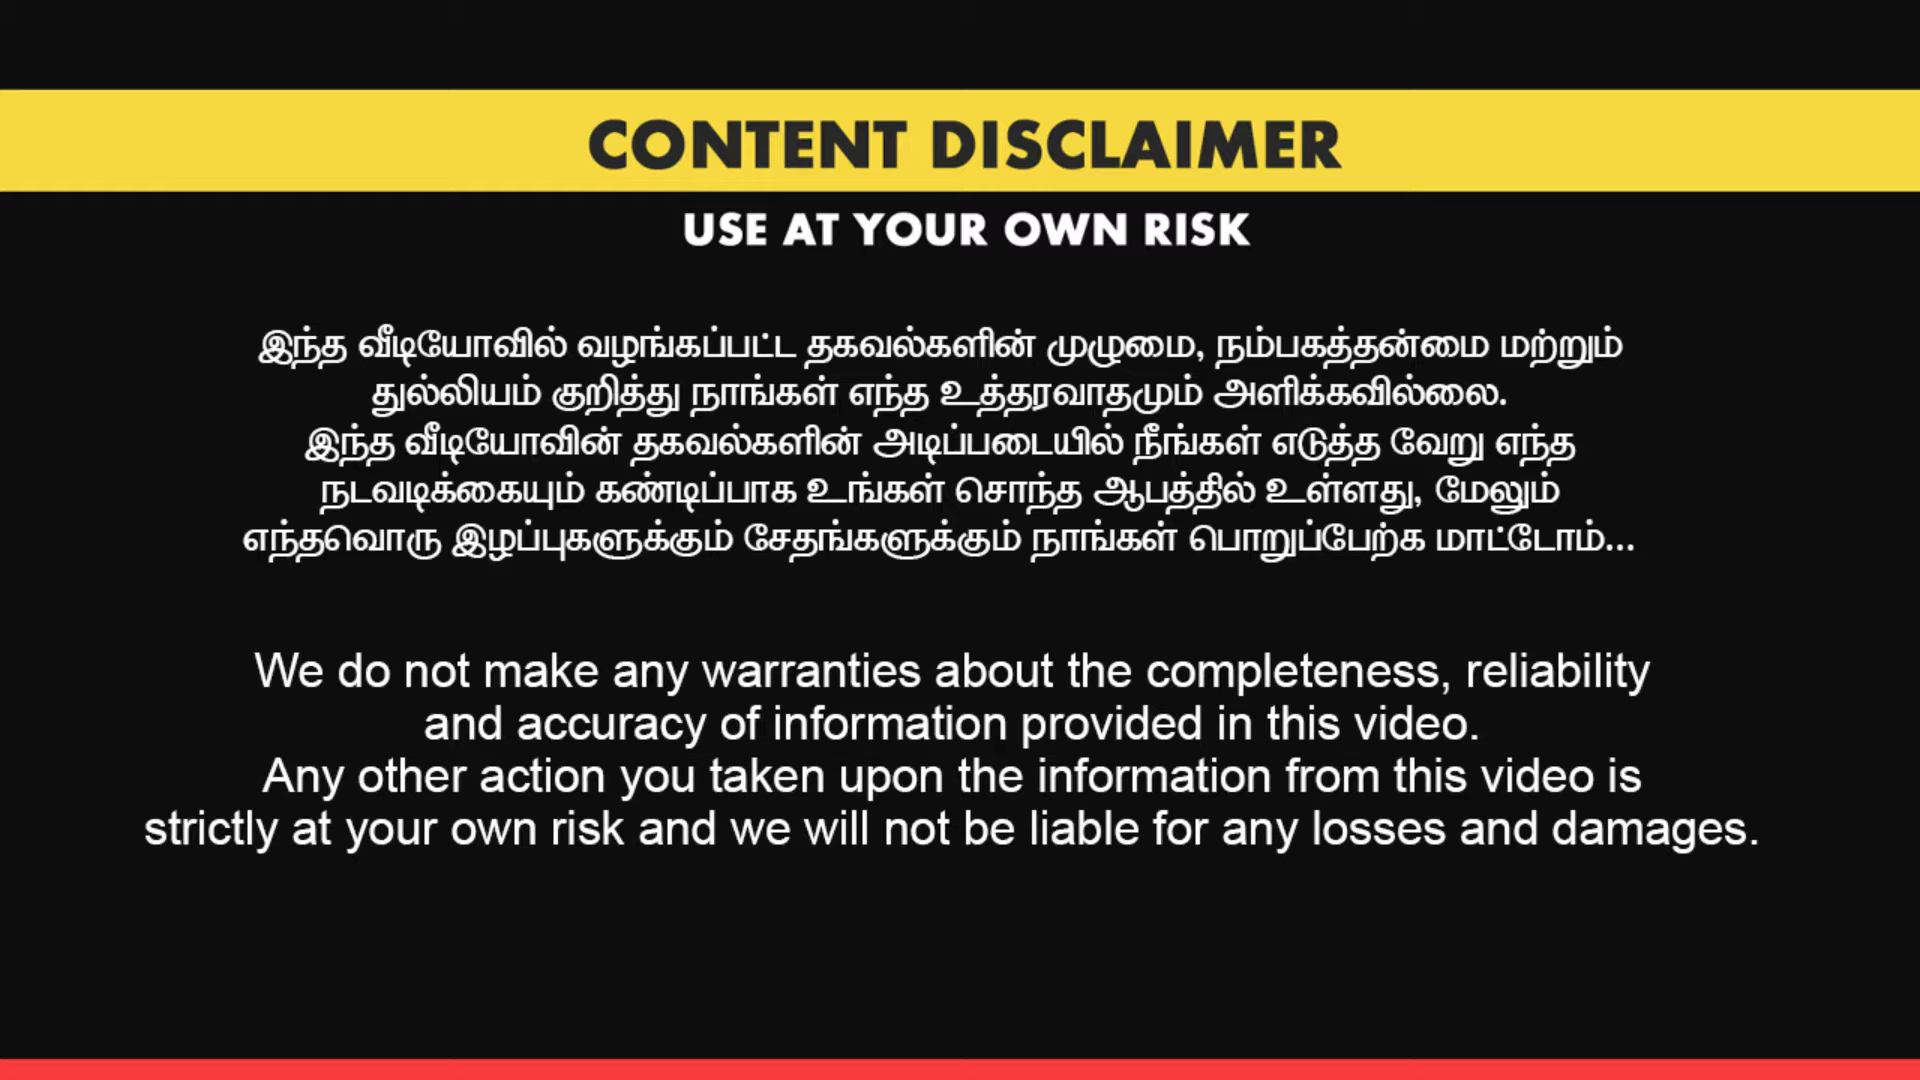 CONTENT DISCLAIMER
USE AT YOUR OWN RISK
இந்த வீடியோவில் வழங்கப்பட்ட தகவல்களின் முழுமை, நம்பகத்தன்மை மற்றும்
துல்லியம் குறித்து நாங்கள் எந்த உத்தரவாதமும் அளிக்கவில்லை.
இந்த வீடியோவின் தகவல்களின் அடிப்படையில் நீங்கள் எடுத்த வேறு எந்த
நடவடிக்கையும் கண்டிப்பாக உங்கள் சொந்த ஆபத்தில் உள்ளது, மேலும்
எந்தவொரு இழப்புகளுக்கும் சேதங்களுக்கும் நாங்கள் பொறுப்பேற்க மாட்டோம்...
We do not make any warranties about the completeness, reliability
and accuracy of information provided in this video.
Any other action you taken upon the information from this video is
strictly at your own risk and we will not be liable for any losses and damages.